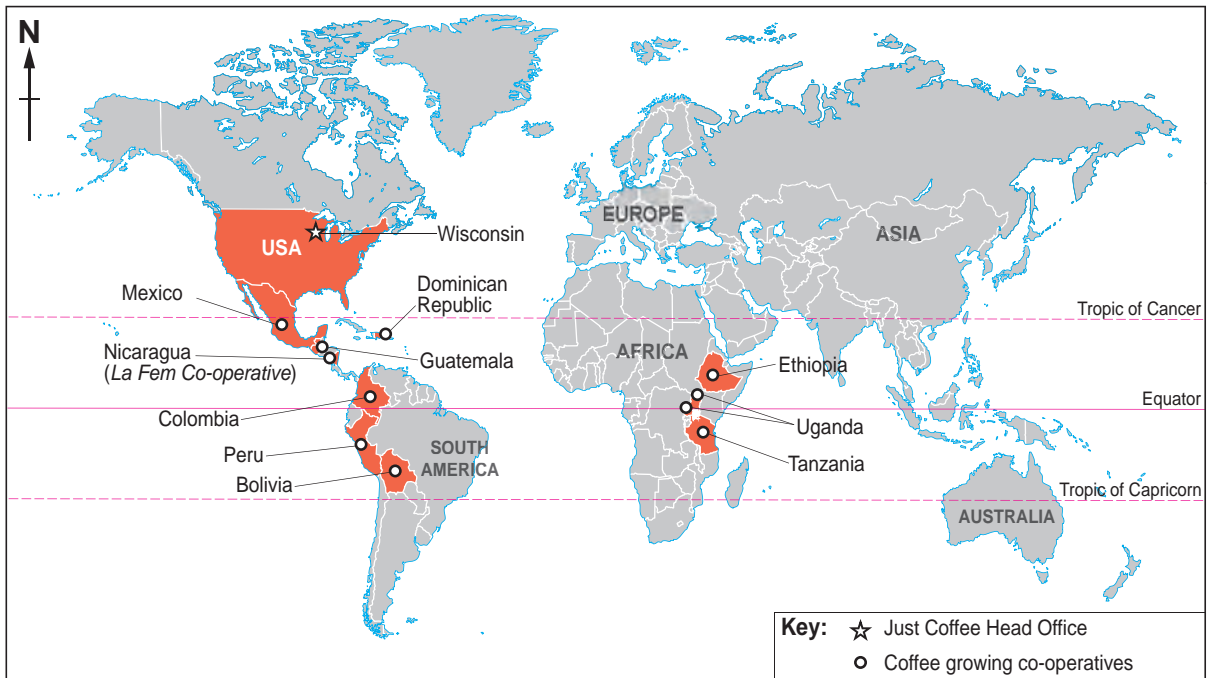 N
EUROPE
ASIA
USA
Wisconsin
Mexico
Dominican
Republic
Tropic of Cancer
Nicaragua
(La Fem Co-operative)
Guatemala
AFRICA
Ethiopia
Equator
Colombia
Uganda
Peru
SOUTH
AMERICA
Tanzania
Bolivia
Tropic of Capricorn
AUSTRALIA
Key:
Just Coffee Head Office
Coffee growing co-operatives